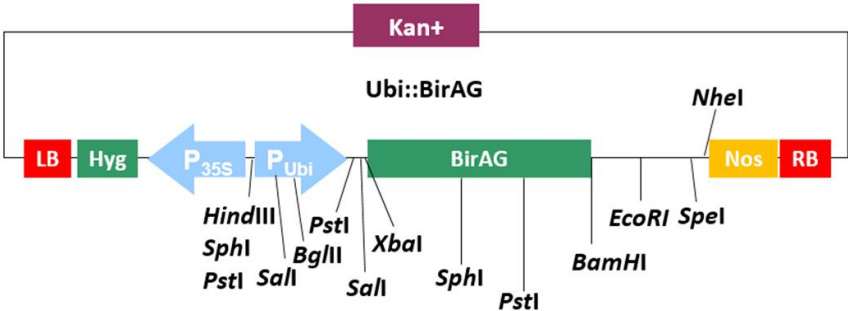 Kan+
Ubi::BirAG
NheI
LB Hyg P35S PUbi BirAG Nos RB
HindIII
SphI
PstI
SalI
BglII
PstI
SalI
XbaI
SphI
PstI
BamHI
EcoRI
SpeI